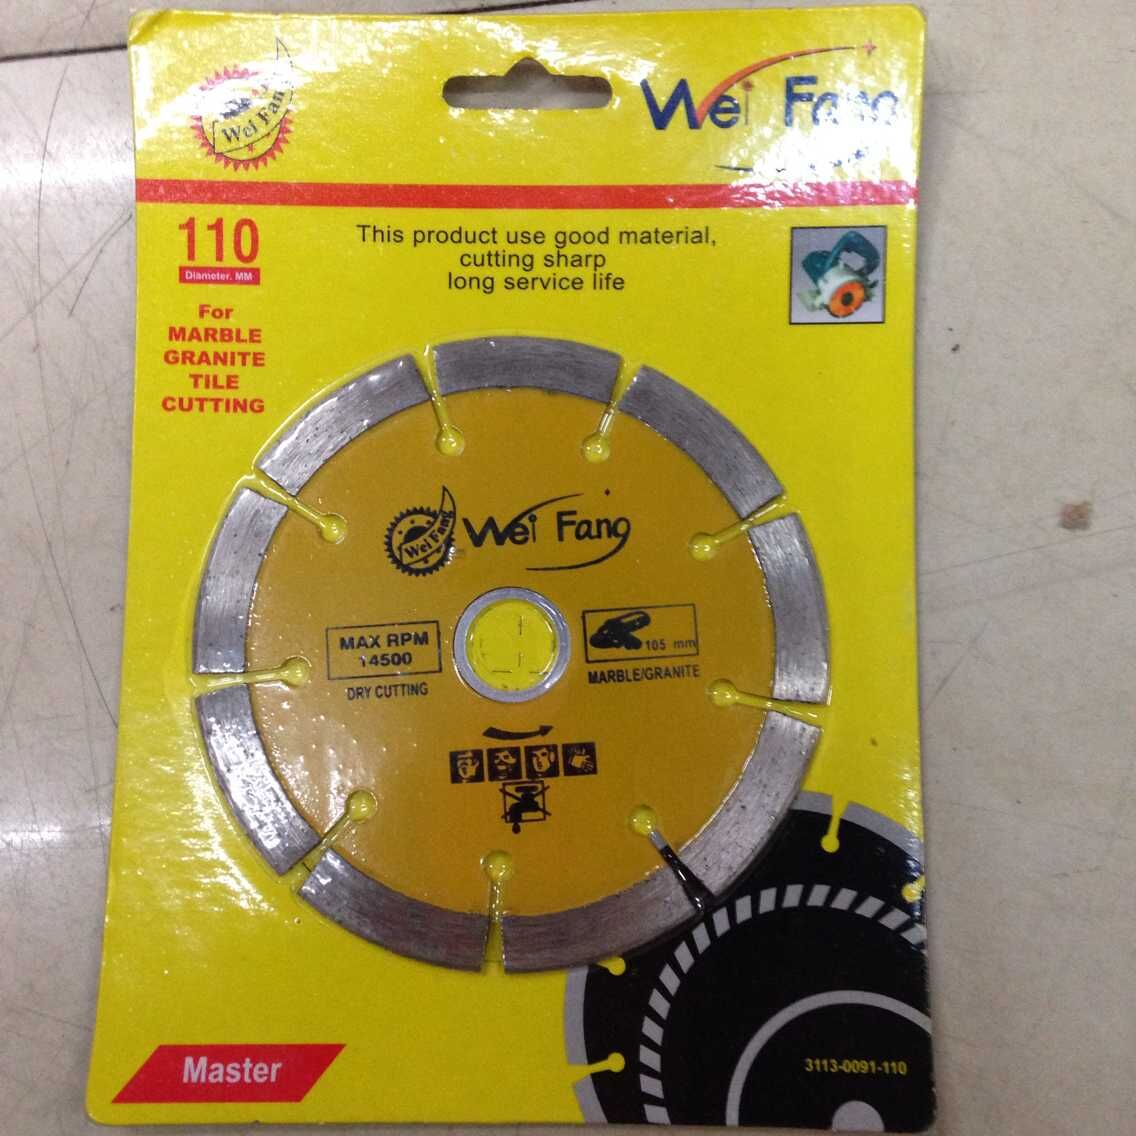 Wei Fang
Wei Fang
110
Diameter. MM
For
MARBLE
GRANITE
TILE
CUTTING
This product use good material,
cutting sharp
long service life
Wei Fang
Wei Fang
MAX RPM
14500
DRY CUTTING
105 mm
MARBLE/GRANITE
Master
3113-0091-110